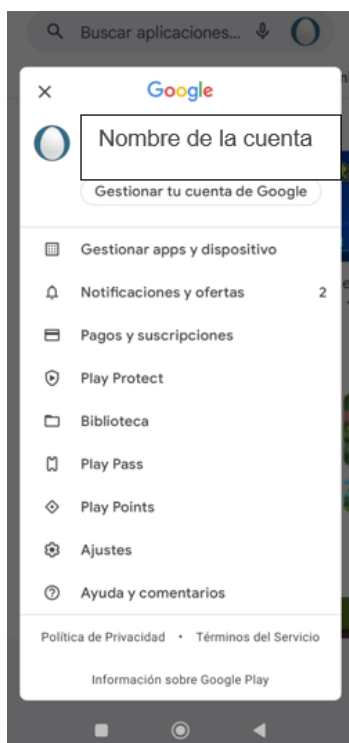 Buscar aplicaciones...
Google
Nombre de la cuenta
Gestionar tu cuenta de Google
Gestionar apps y dispositivo
Notificaciones y ofertas 2
Pagos y suscripciones
Play Protect
Biblioteca
Play Pass
Play Points
Ajustes
Ayuda y comentarios
Política de Privacidad • Términos del Servicio
Información sobre Google Play